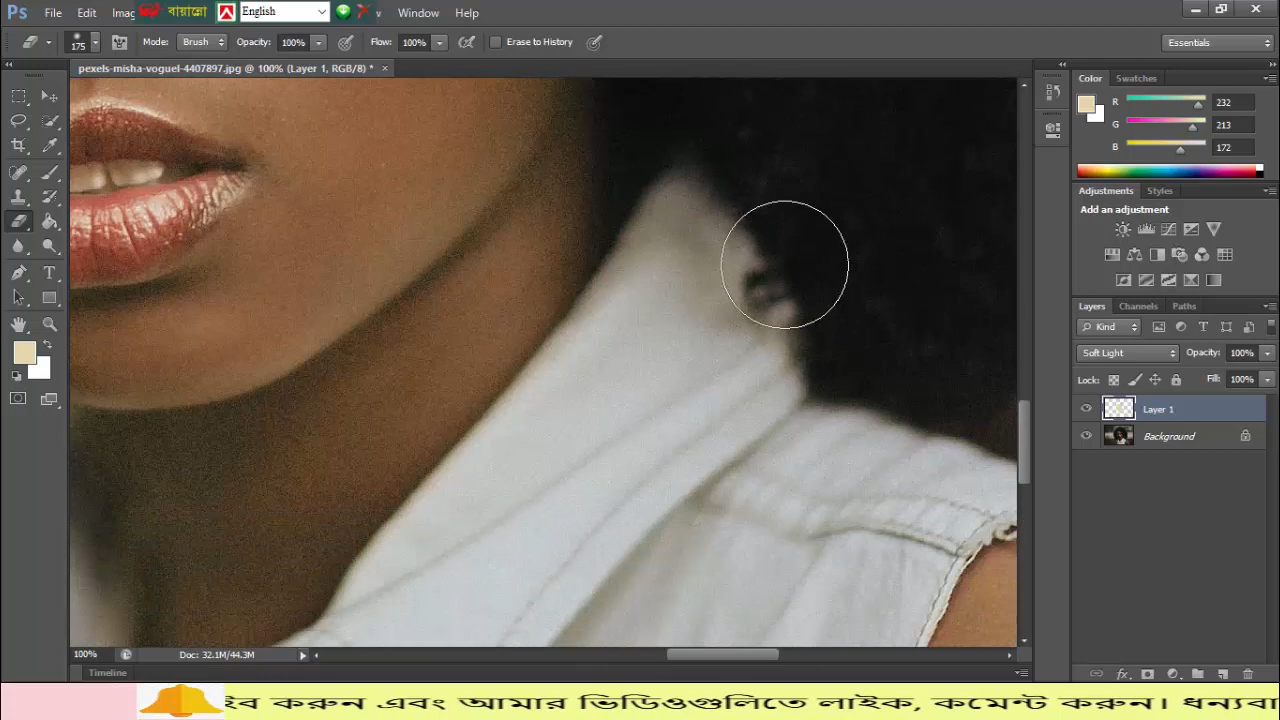 Ps File Edit Ima বায়ান্নো English Window Help
175 Mode: Brush Opacity: 100% Flow: 100% Erase to History Essentials
pexels-misha-voguel-4407897.jpg @ 100% (Layer 1, RGB/8) *
Color Swatches
R 232
G 213
B 172
Adjustments Styles
Add an adjustment
T
Layers Channels Paths
Kind T
Soft Light Opacity: 100%
Lock: Fill: 100%
Layer 1
Background
100% Doc: 32.1M/44.3M
Timeline
ইব করুন এবং আমার ভিডিওগুলিতে লাইক, কমেন্ট করুন। ধন্যবা